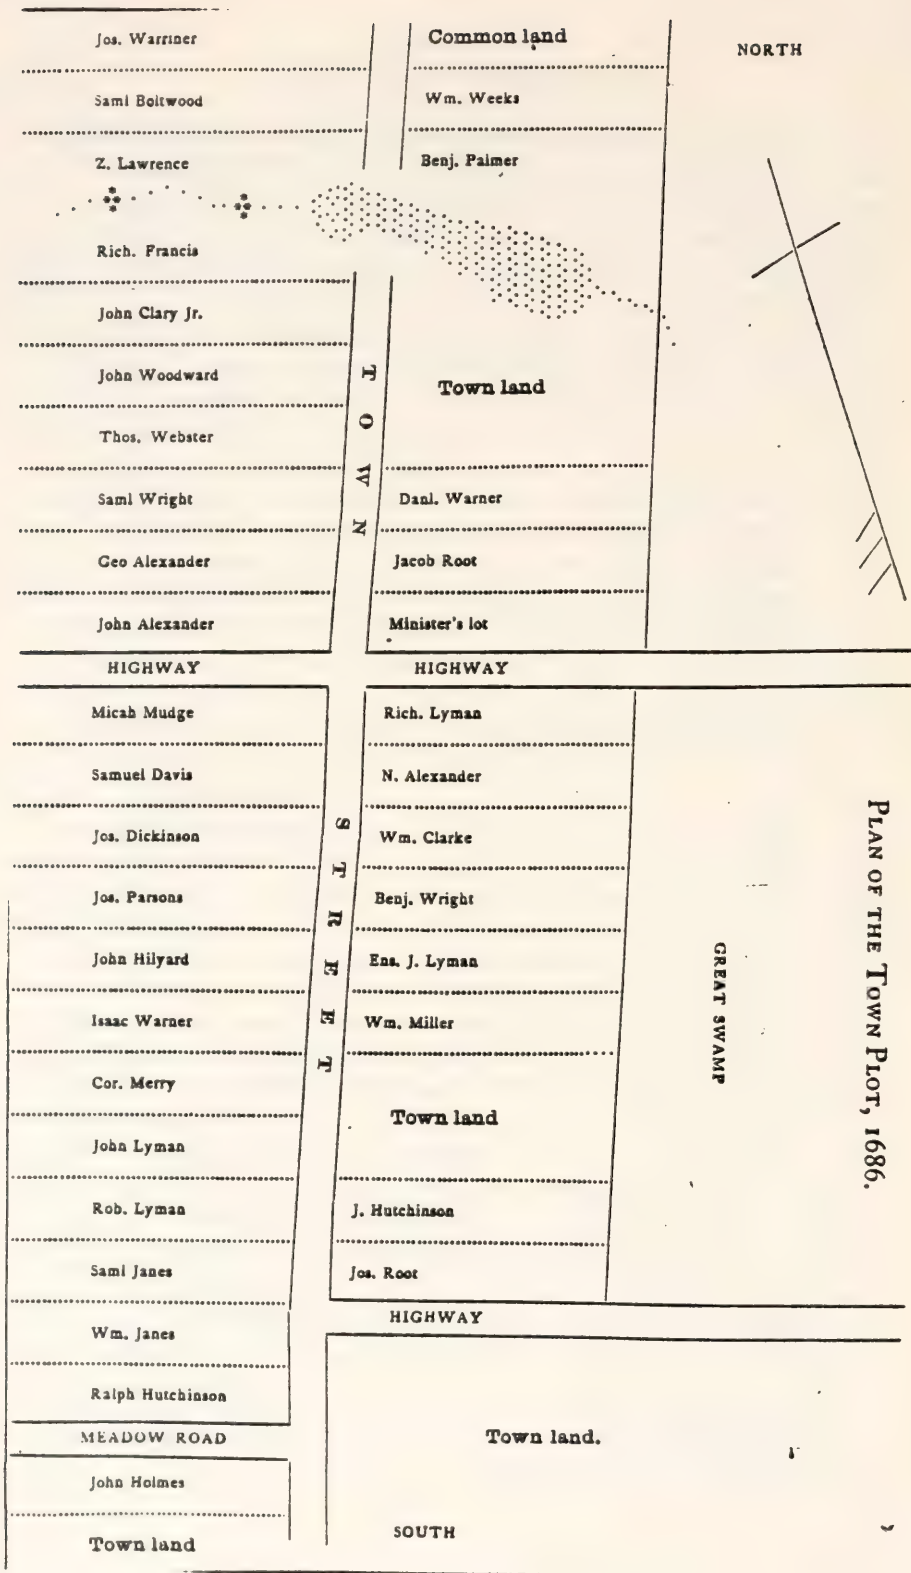 Jos. Warriner
Saml Boltwood
Z. Lawrence
Rich. Francis
John Clary Jr.
John Woodward
Thos. Webster
Saml Wright
Geo Alexander
John Alexander
Common land
Wm. Weeks
Benj. Palmer
Town land
Danl. Warner
Jacob Root
Minister's lot
NORTH
TOWN
HIGHWAY
HIGHWAY
Micah Mudge
Samuel Davis
Jos. Dickinson
Jos. Parsons
John Hilyard
Isaac Warner
Cor. Merry
John Lyman
Rob. Lyman
Saml Janes
Wm. Janes
Ralph Hutchinson
STREET
Rich. Lyman
N. Alexander
Wm. Clarke
Benj. Wright
Ens. J. Lyman
Wm. Miller
Town land
J. Hutchinson
Jos. Root
GREAT SWAMP
PLAN OF THE TOWN PLOT, 1686.
HIGHWAY
MEADOW ROAD
John Holmes
Town land
Town land.
SOUTH